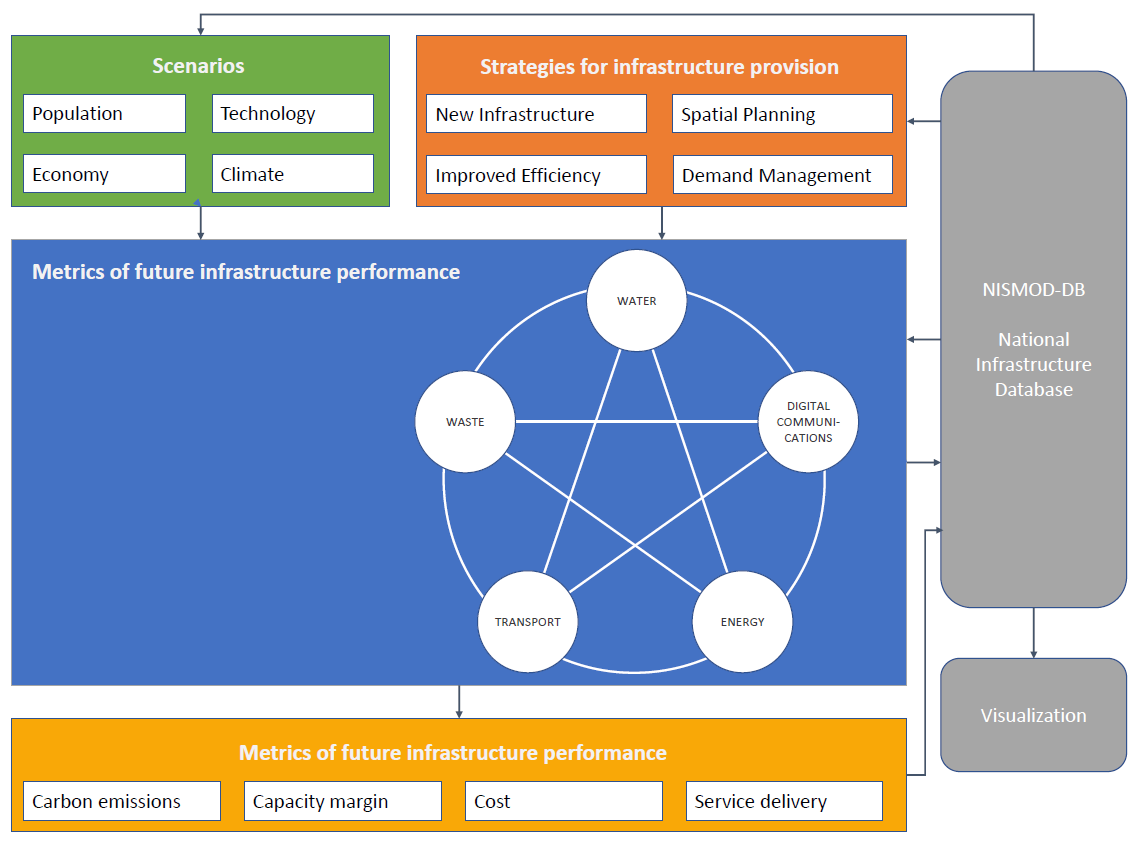 Scenarios
Population
Technology
Economy
Climate
Strategies for infrastructure provision
New Infrastructure
Spatial Planning
Improved Efficiency
Demand Management
Metrics of future infrastructure performance
WATER
WASTE
DIGITAL
COMMUNI-
CATIONS
TRANSPORT
ENERGY
NISMOD-DB
National
Infrastructure
Database
Visualization
Metrics of future infrastructure performance
Carbon emissions
Capacity margin
Cost
Service delivery